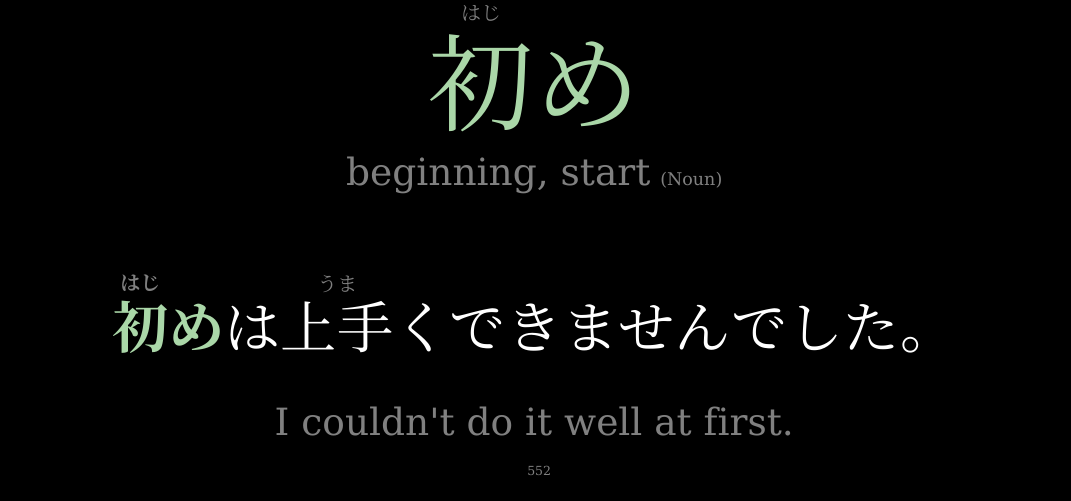 はじ
初め
beginning, start (Noun)
はじ うま
初めは上手くできませんでした。
I couldn't do it well at first.
552